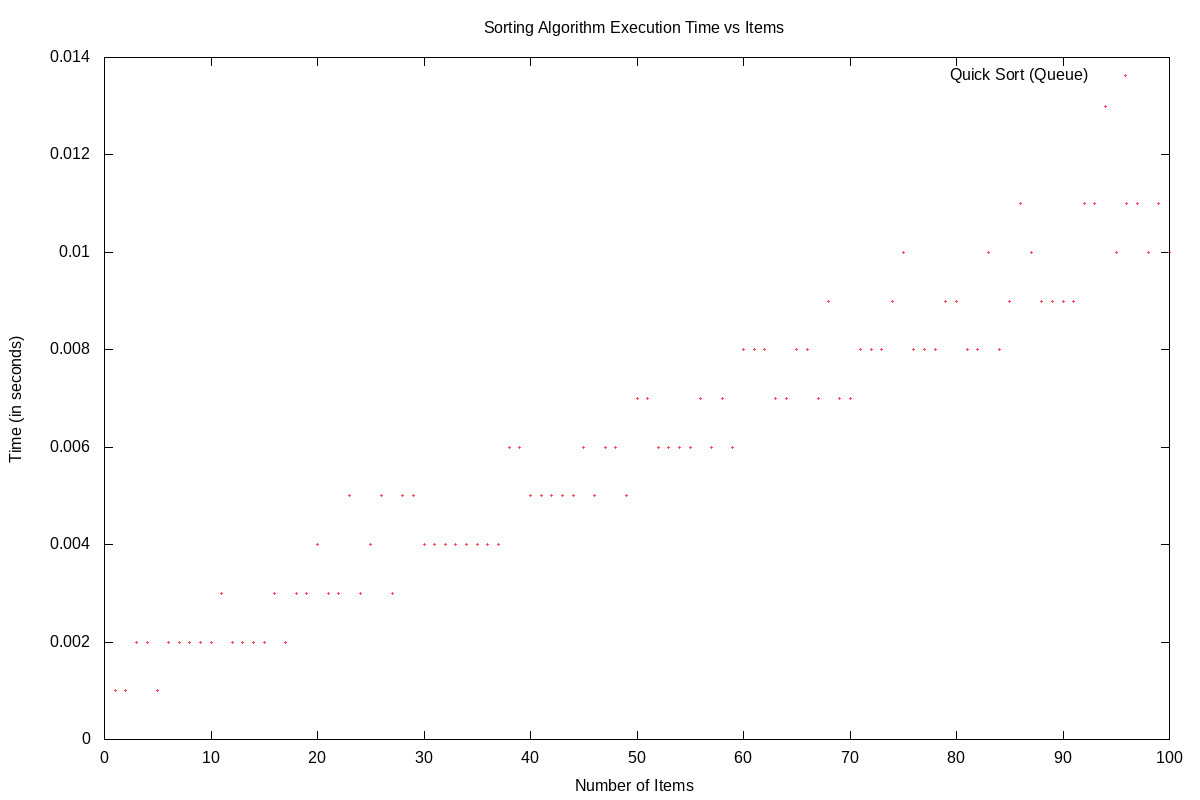 Sorting Algorithm Execution Time vs Items
0.014
Quick Sort (Queue)
0.012
0.01
0.008
Time (in seconds)
0.006
0.004
0.002
0
0 10 20 30 40 50 60 70 80 90 100
Number of Items